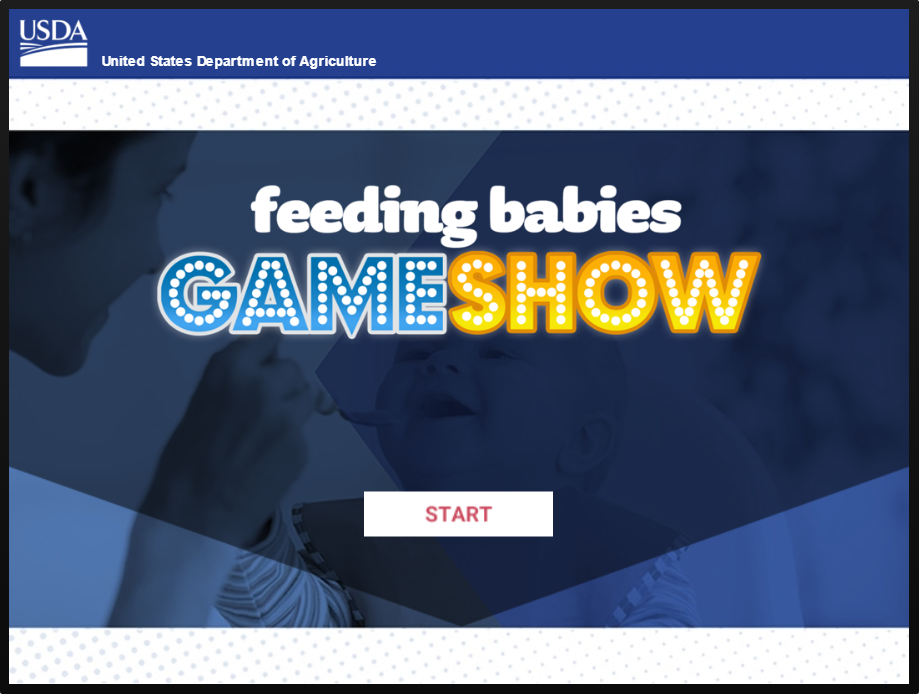 USDA
United States Department of Agriculture
feeding babies
GAMESHOW
START